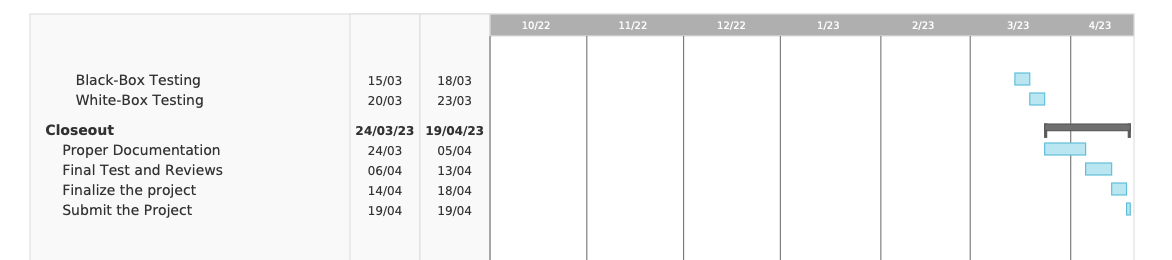 10/22 11/22 12/22 1/23 2/23 3/23 4/23
Black-Box Testing 15/03 18/03
White-Box Testing 20/03 23/03
Closeout 24/03/23 19/04/23
Proper Documentation 24/03 05/04
Final Test and Reviews 06/04 13/04
Finalize the project 14/04 18/04
Submit the Project 19/04 19/04